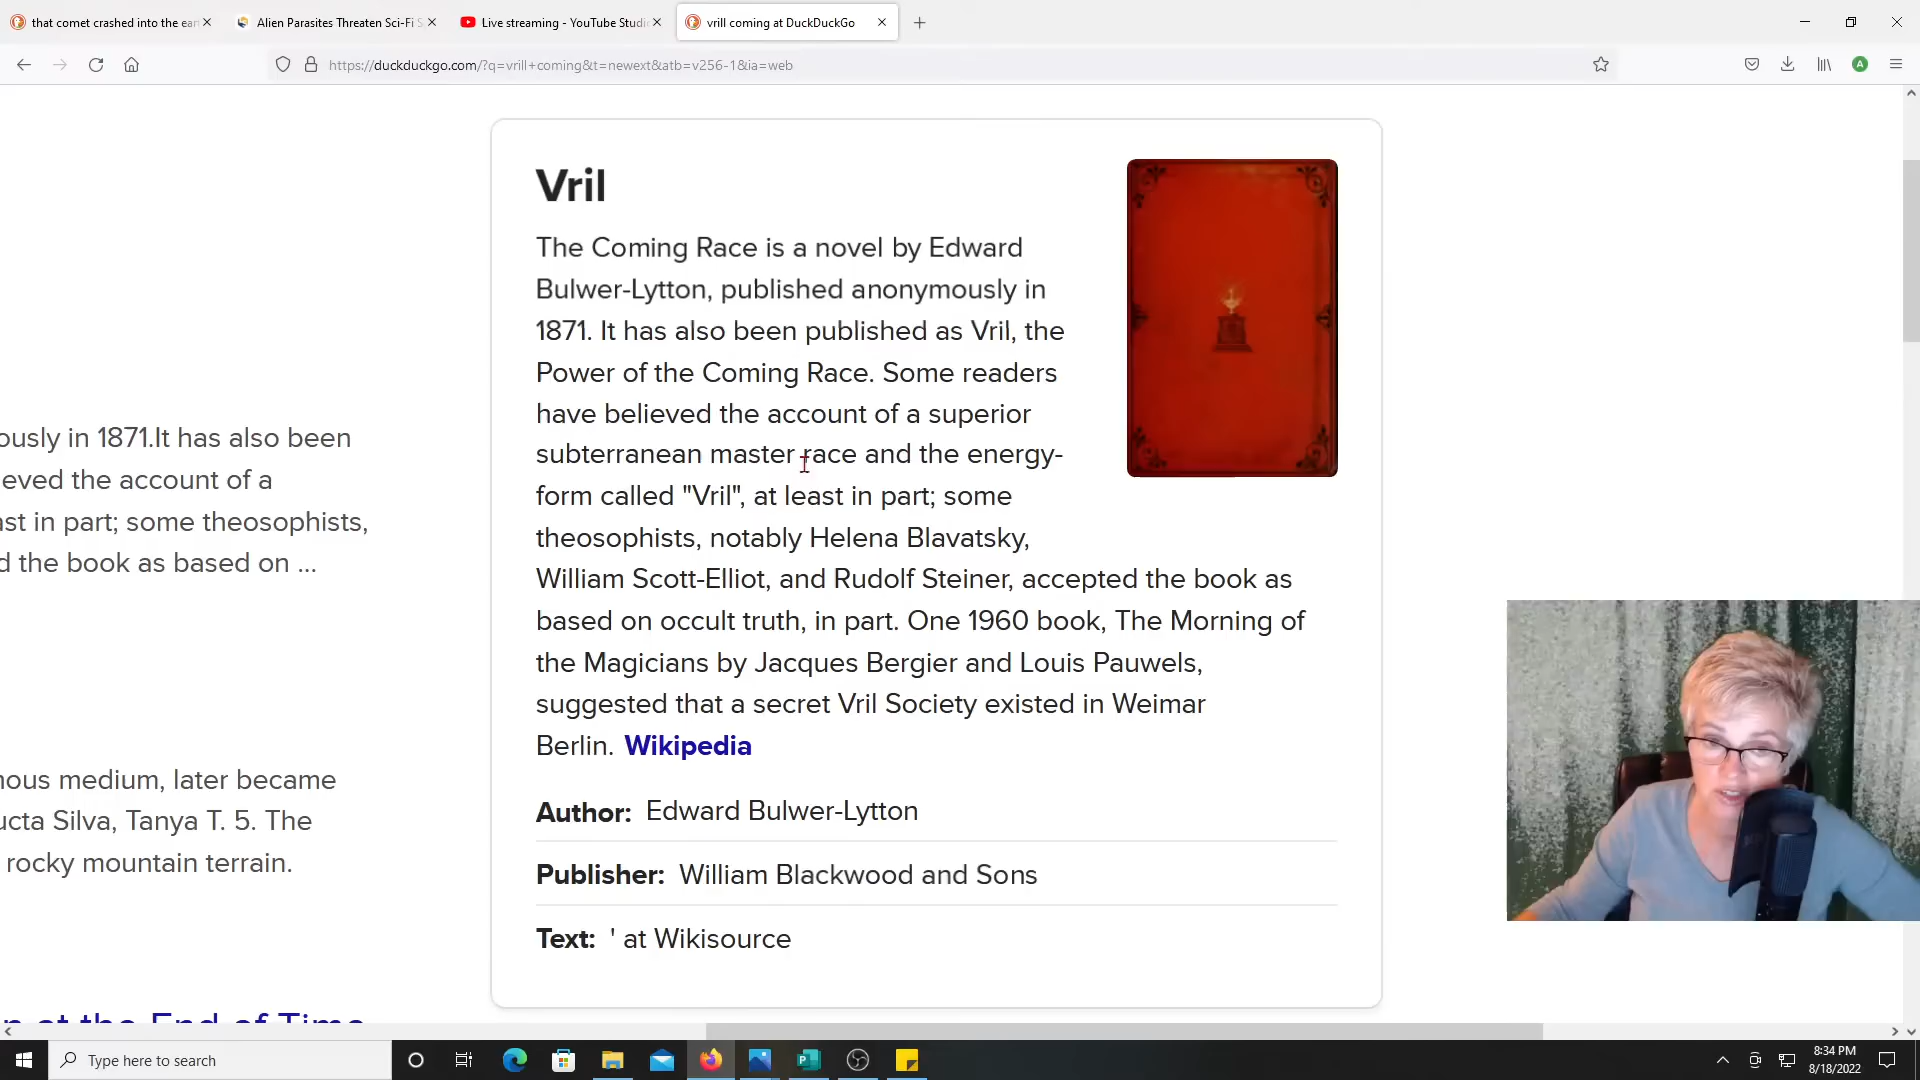 that comet crashed into the ear
Alien Parasites Threaten Sci-Fi S
Live streaming - YouTube Studi
vrill coming at DuckDuckGo
https://duckduckgo.com/?q=vrill+coming&t=newext&atb=v256-1&ia=web
A
ously in 1871.It has also been
eved the account of a
ast in part; some theosophists,
d the book as based on ...
nous medium, later became
ucta Silva, Tanya T. 5. The
rocky mountain terrain.
n at the End of Time
Vril
The Coming Race is a novel by Edward
Bulwer-Lytton, published anonymously in
1871. It has also been published as Vril, the
Power of the Coming Race. Some readers
have believed the account of a superior
subterranean master race and the energy-
form called "Vril", at least in part; some
theosophists, notably Helena Blavatsky,
William Scott-Elliot, and Rudolf Steiner, accepted the book as
based on occult truth, in part. One 1960 book, The Morning of
the Magicians by Jacques Bergier and Louis Pauwels,
suggested that a secret Vril Society existed in Weimar
Berlin. Wikipedia
Author: Edward Bulwer-Lytton
Publisher: William Blackwood and Sons
Text: ' at Wikisource
Type here to search
8:34 PM
8/18/2022